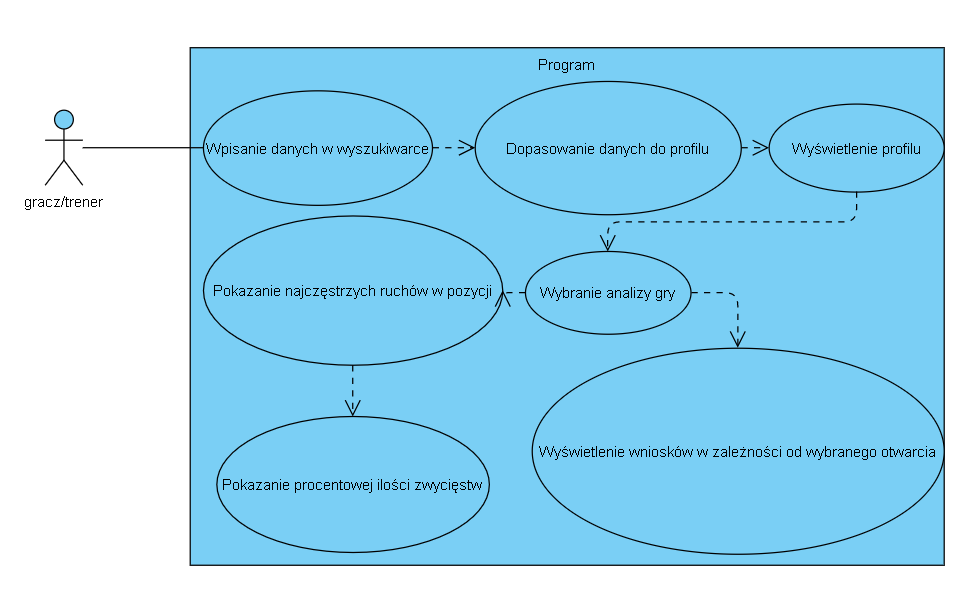 Program
Wpisanie danych w wyszukiwarce
Dopasowanie danych do profilu
Wyświetlenie profilu
gracz/trener
Pokazanie najczęstrzych ruchów w pozycji
Wybranie analizy gry
Wyświetlenie wniosków w zależności od wybranego otwarcia
Pokazanie procentowej ilości zwycięstw